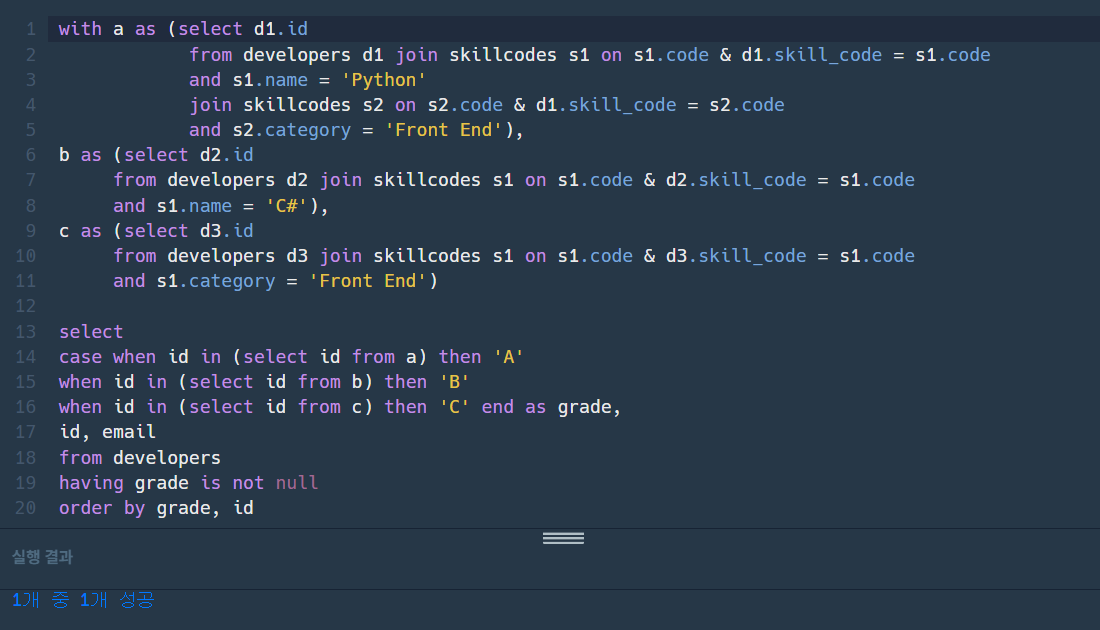 1 with a as (select d1.id
2 from developers d1 join skillcodes s1 on s1.code & d1.skill_code = s1.code
3 and s1.name = 'Python'
4 join skillcodes s2 on s2.code & d1.skill_code = s2.code
5 and s2.category = 'Front End'),
6 b as (select d2.id
7 from developers d2 join skillcodes s1 on s1.code & d2.skill_code = s1.code
8 and s1.name = 'C#'),
9 c as (select d3.id
10 from developers d3 join skillcodes s1 on s1.code & d3.skill_code = s1.code
11 and s1.category = 'Front End')
12
13 select
14 case when id in (select id from a) then 'A'
15 when id in (select id from b) then 'B'
16 when id in (select id from c) then 'C' end as grade,
17 id, email
18 from developers
19 having grade is not null
20 order by grade, id
실행 결과
1개 중 1개 성공